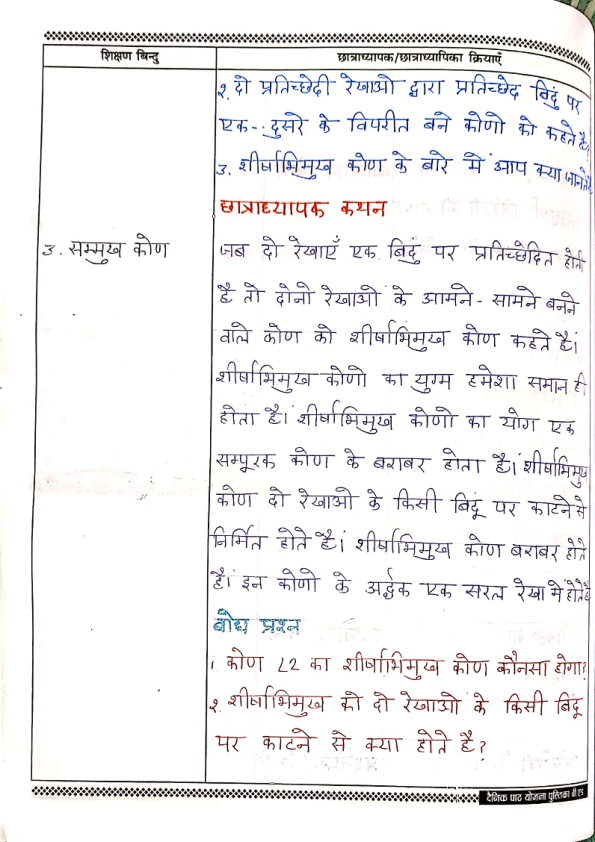 शिक्षण बिन्दु
छात्राध्यापक/छात्राध्यापिका क्रियाएँ
२. दो प्रतिच्छेदी रेखाओ द्वारा प्रतिच्छेद बिंदु पर
एक-दुसरे के विपरीत बने कोणो को कहते है?
३. शीर्षाभिमुख कोण के बारे में आप क्या जानते है
छात्राध्यापक कथन
३. सम्मुख कोण
जब दो रेखाएँ एक बिंदु पर प्रतिच्छेदित होती
है तो दोनो रेखाओ के आमने-सामने बनने
वाले कोण को शीर्षाभिमुख कोण कहते है।
शीर्षाभिमुख कोणो का युग्म हमेशा समान ही
होता है। शीर्षाभिमुख कोणो का योग एक
सम्पूरक कोण के बराबर होता है। शीर्षाभिमुख
कोण दो रेखाओ के किसी बिंदू पर काटने से
निर्मित होते है। शीर्षाभिमुख कोण बराबर होते
है। इन कोणो के अर्द्धक एक सरल रेखा मे होते है
बोध प्रश्न
१. कोण ∠2 का शीर्षाभिमुख कोण कौनसा होगा?
२. शीर्षाभिमुख को दो रेखाओ के किसी बिंदू
पर काटने से क्या होते है?
दैनिक पाठ योजना पुस्तिका बी एड